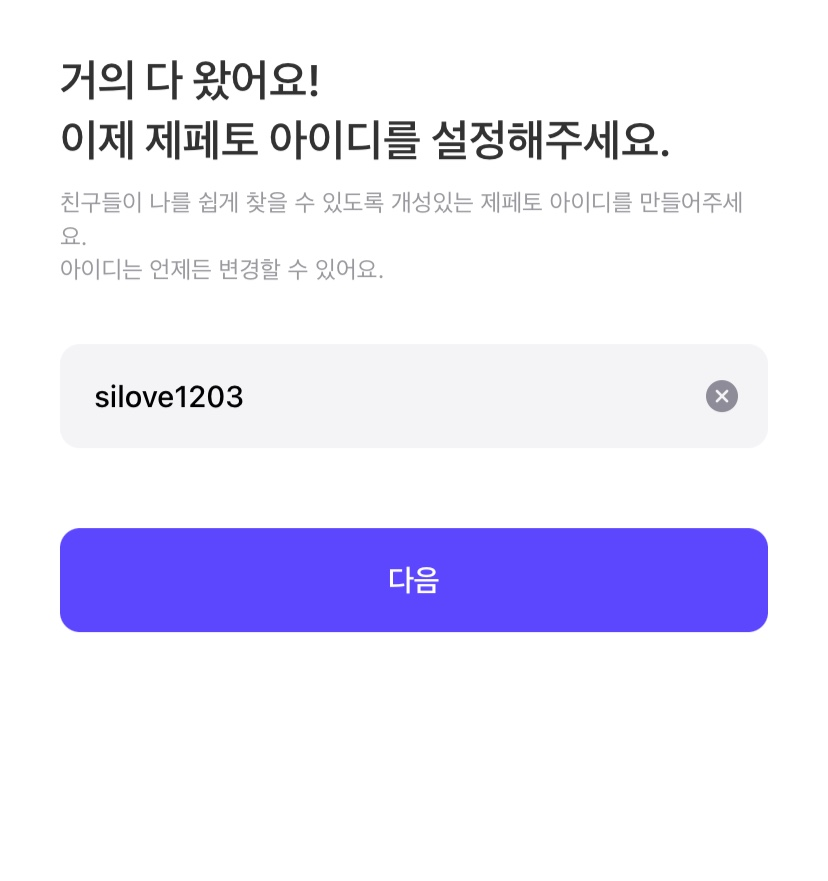 거의 다 왔어요!
이제 제페토 아이디를 설정해주세요.
친구들이 나를 쉽게 찾을 수 있도록 개성있는 제페토 아이디를 만들어주세
요.
아이디는 언제든 변경할 수 있어요.
silove1203
다음